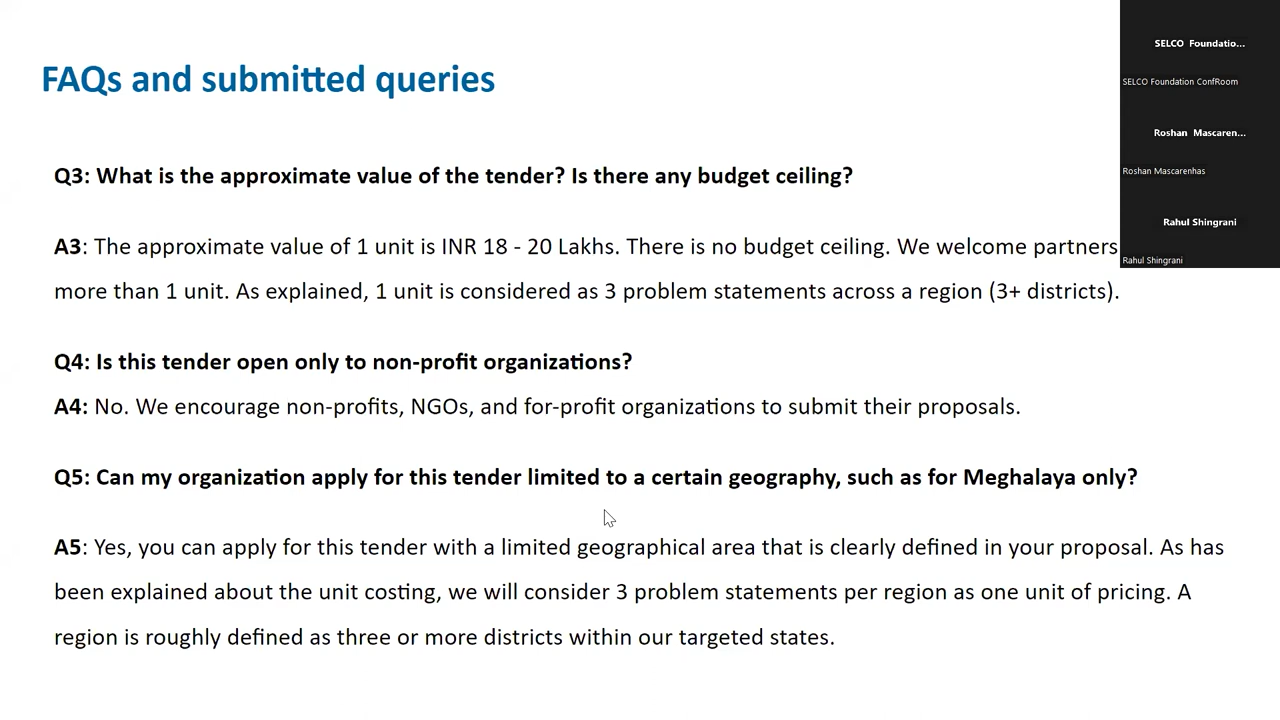 FAQs and submitted queries
SELCO Foundatio...
SELCO Foundation ConfRoom
Roshan Mascaren...
Roshan Mascarenhas
Rahul Shingrani
Rahul Shingrani
Q3: What is the approximate value of the tender? Is there any budget ceiling?
A3: The approximate value of 1 unit is INR 18 - 20 Lakhs. There is no budget ceiling. We welcome partners
more than 1 unit. As explained, 1 unit is considered as 3 problem statements across a region (3+ districts).
Q4: Is this tender open only to non-profit organizations?
A4: No. We encourage non-profits, NGOs, and for-profit organizations to submit their proposals.
Q5: Can my organization apply for this tender limited to a certain geography, such as for Meghalaya only?
A5: Yes, you can apply for this tender with a limited geographical area that is clearly defined in your proposal. As has
been explained about the unit costing, we will consider 3 problem statements per region as one unit of pricing. A
region is roughly defined as three or more districts within our targeted states.